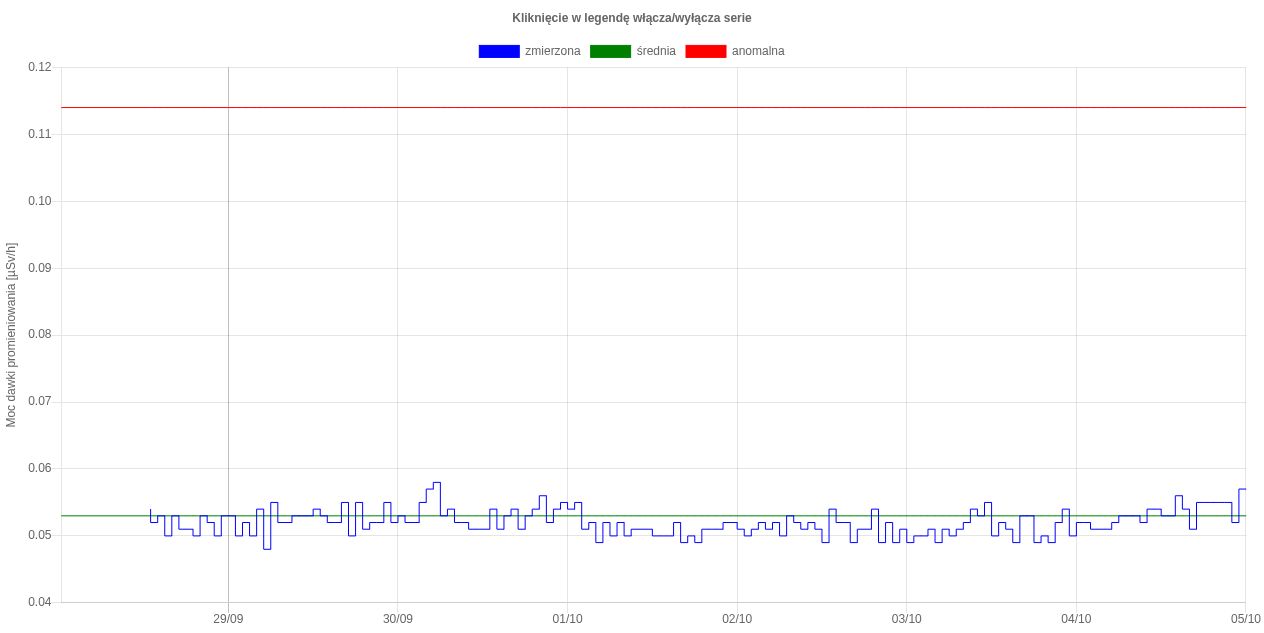 Kliknięcie w legendę włącza/wyłącza serie
zmierzona średnia anomalna
Moc dawki promieniowania [µSv/h]
0.12
0.11
0.10
0.09
0.08
0.07
0.06
0.05
0.04
29/09 30/09 01/10 02/10 03/10 04/10 05/10